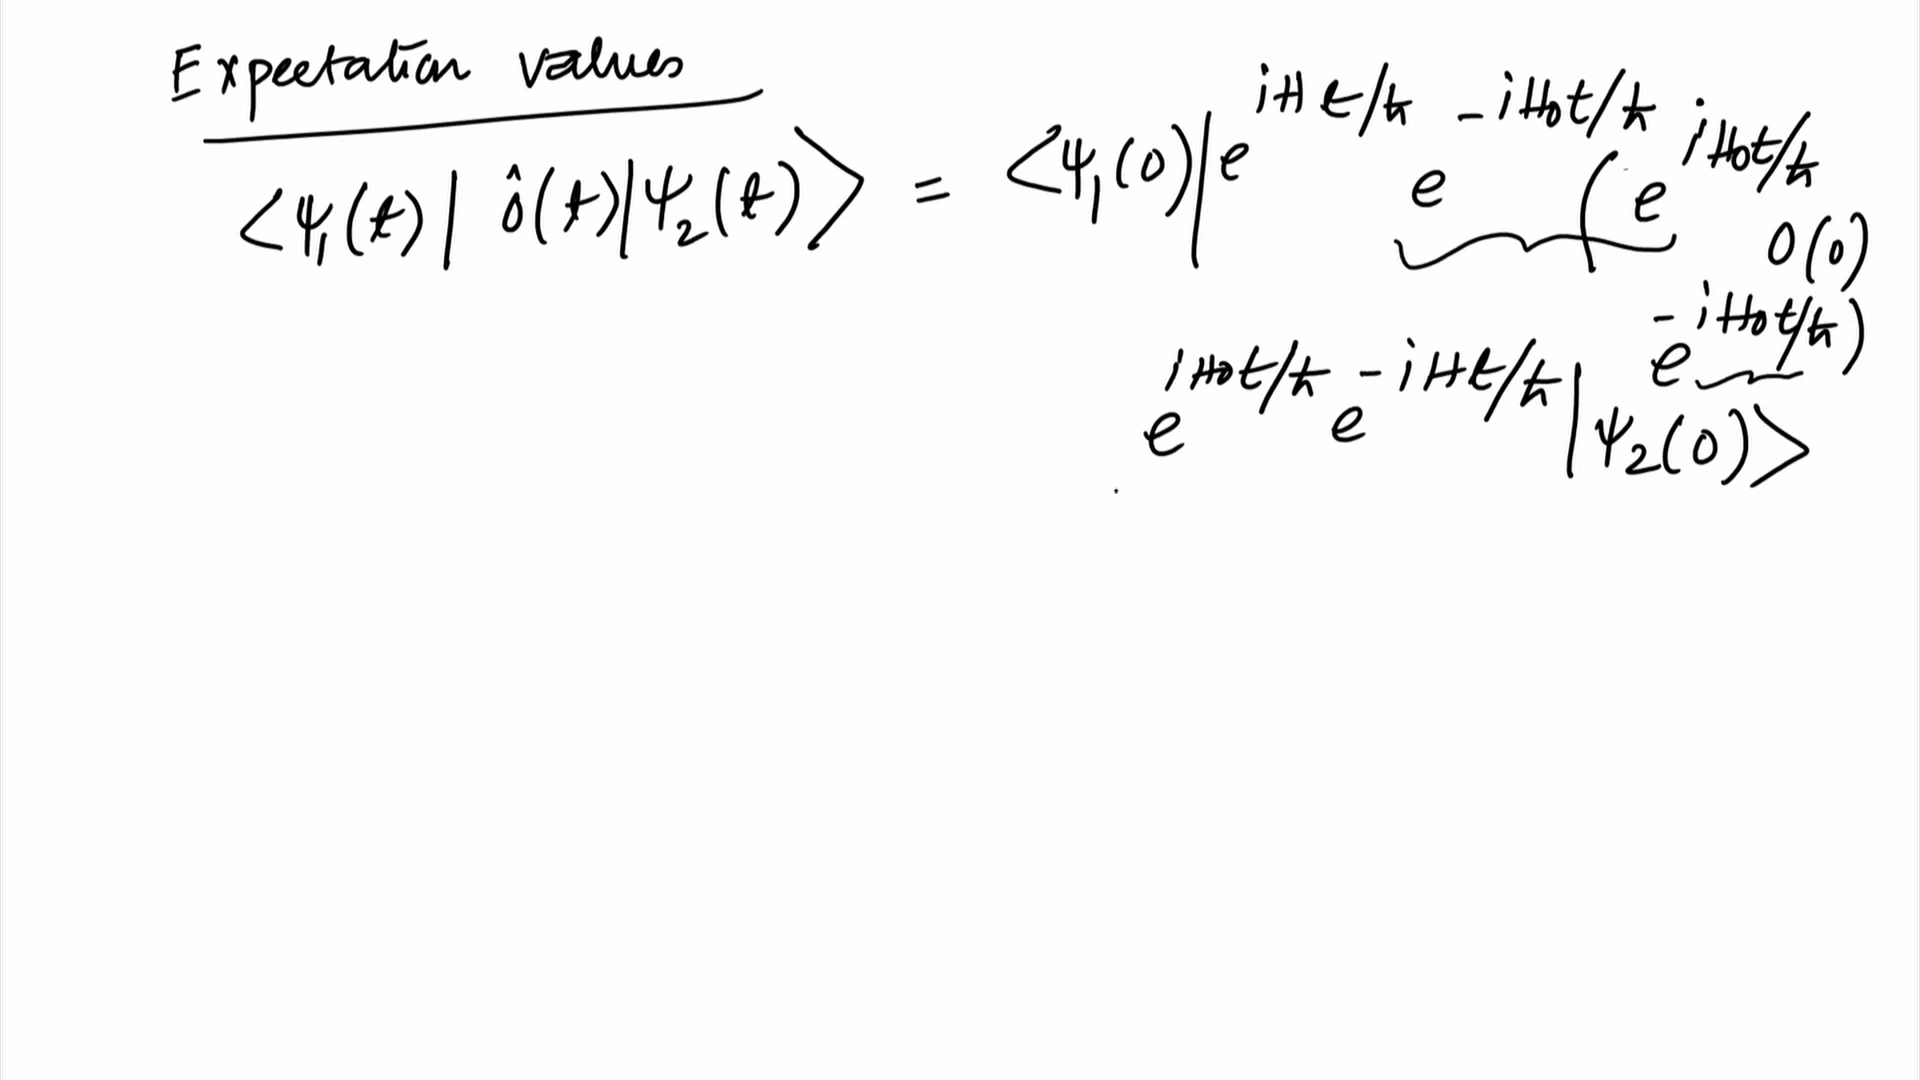 Expectation values
<ψ₁(t)| ô(t)|ψ₂(t)> = <ψ₁(0)|e^{iHt/ħ} e^{-iH₀t/ħ} (e^{iH₀t/ħ}
O(0)
e^{-iH₀t/ħ})
e^{iH₀t/ħ} e^{-iHt/ħ} |ψ₂(0)>